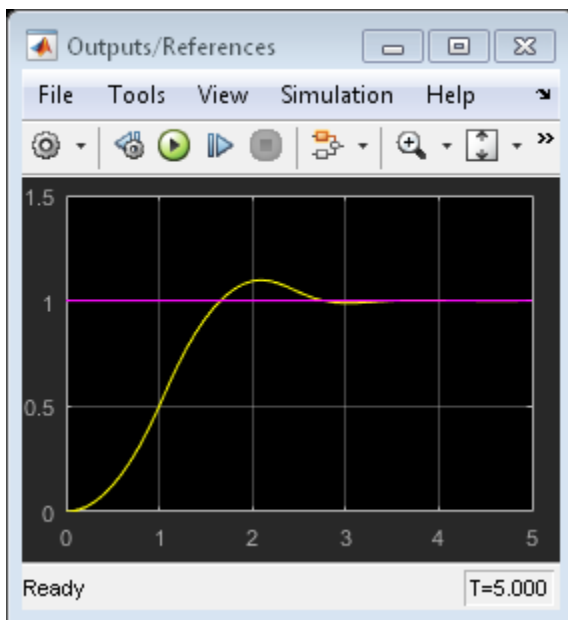 Outputs/References
File Tools View Simulation Help
1.5
1
0.5
0
0 1 2 3 4 5
Ready T=5.000